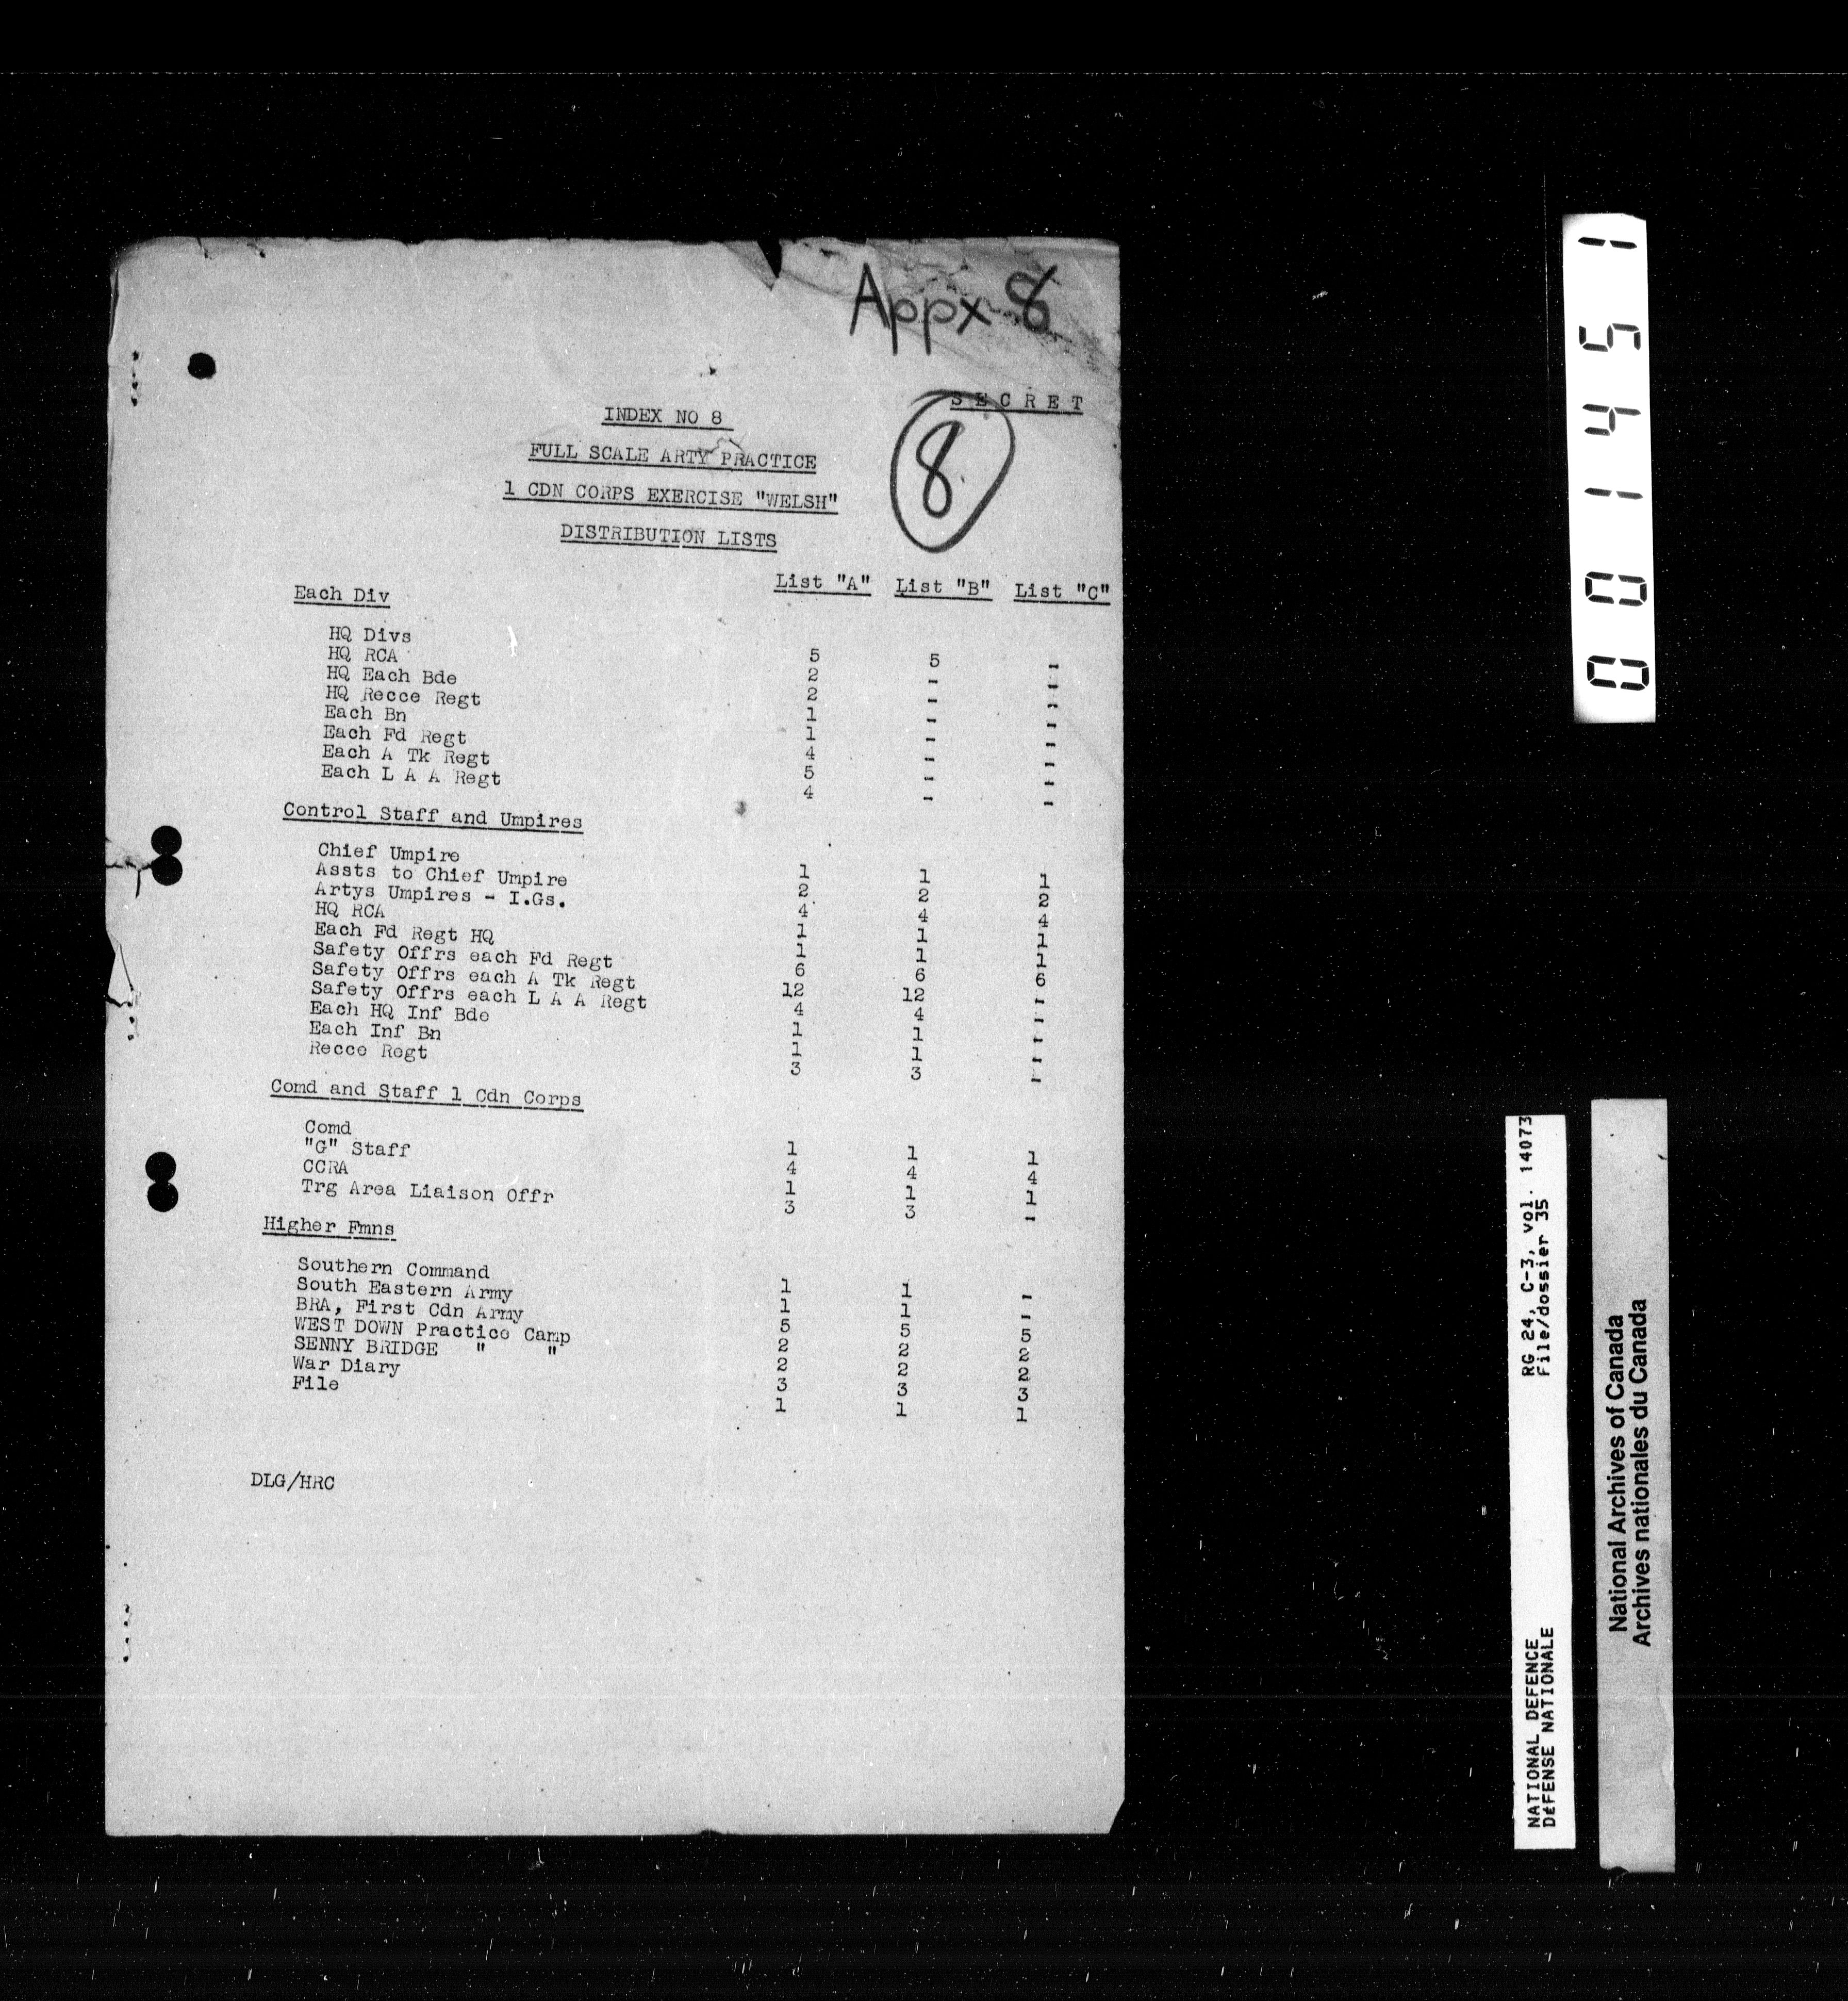 Appx 8
SECRET
INDEX NO 8
8
FULL SCALE ARTY PRACTICE
1 CDN CORPS EXERCISE "WELSH"
DISTRIBUTION LISTS
Each Div List "A" List "B" List "C"
HQ Divs 5 5 -
HQ RCA 2 - -
HQ Each Bde 2 - -
HQ Recce Regt 1 - -
Each Bn 1 - -
Each Fd Regt 4 - -
Each A Tk Regt 5 - -
Each L A A Regt 4 - -
Control Staff and Umpires
Chief Umpire 1 1 1
Assts to Chief Umpire 2 2 2
Artys Umpires - I.Gs. 4 4 4
HQ RCA 1 1 1
Each Fd Regt HQ 1 1 1
Safety Offrs each Fd Regt 6 6 6
Safety Offrs each A Tk Regt 12 12 -
Safety Offrs each L A A Regt 4 4 -
Each HQ Inf Bde 1 1 -
Each Inf Bn 1 1 -
Recce Regt 3 3 -
Comd and Staff 1 Cdn Corps
Comd 1 1 1
"G" Staff 4 4 4
CCRA 1 1 1
Trg Area Liaison Offr 3 3 -
Higher Fmns
Southern Command 1 1 -
South Eastern Army 1 1 -
BRA, First Cdn Army 5 5 5
WEST DOWN Practice Camp 2 2 2
SENNY BRIDGE " " 2 2 2
War Diary 3 3 3
File 1 1 1
DLG/HRC
001451
NATIONAL DEFENCE RG 24, C-3, vol. 14073
DÉFENSE NATIONALE File/dossier 35
National Archives of Canada
Archives nationales du Canada